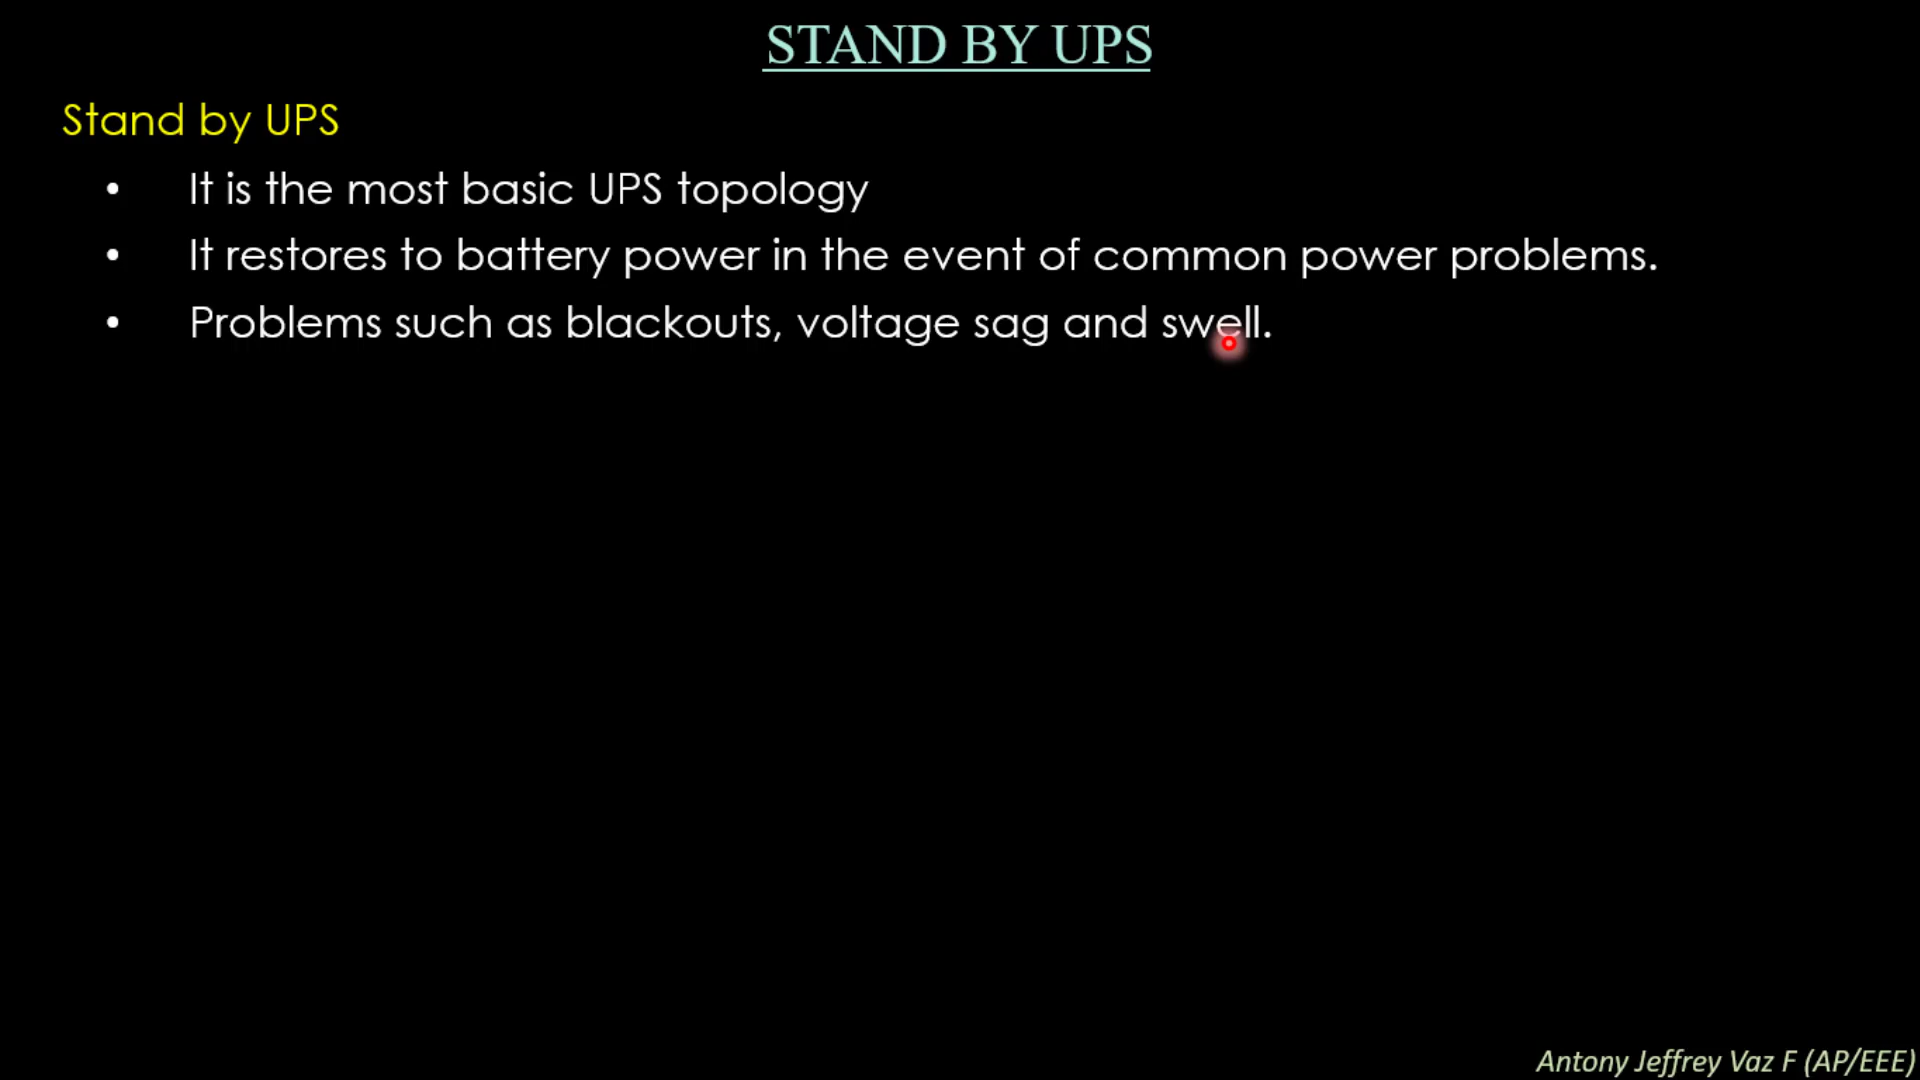 STAND BY UPS
Stand by UPS
• It is the most basic UPS topology
• It restores to battery power in the event of common power problems.
• Problems such as blackouts, voltage sag and swell.
Antony Jeffrey Vaz F (AP/EEE)